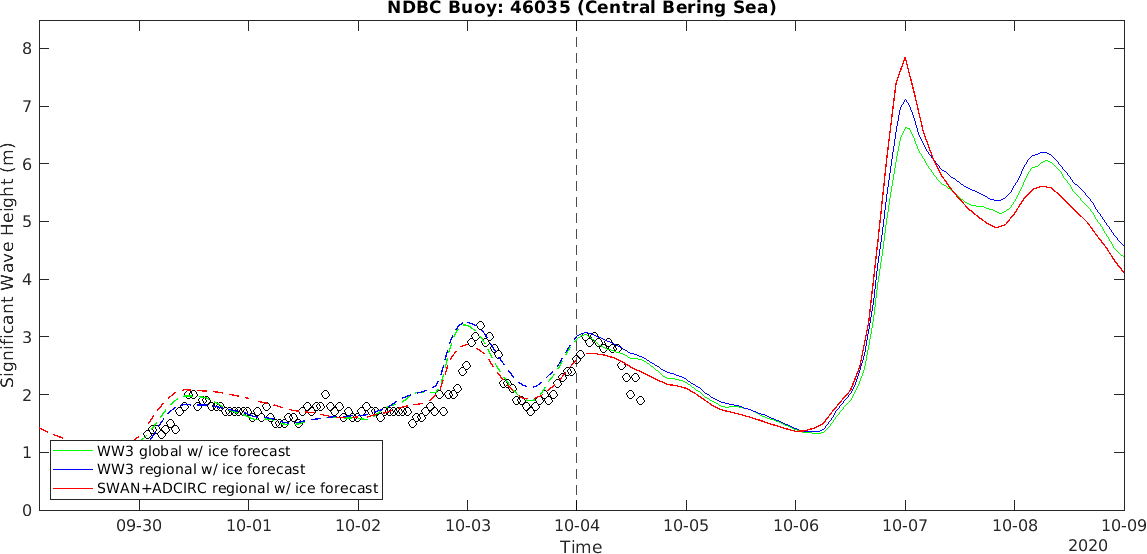 NDBC Buoy: 46035 (Central Bering Sea)
Significant Wave Height (m)
8
7
6
5
4
3
2
1
0
WW3 global w/ ice forecast
WW3 regional w/ ice forecast
SWAN+ADCIRC regional w/ ice forecast
09-30 10-01 10-02 10-03 10-04 10-05 10-06 10-07 10-08 10-09
Time
2020